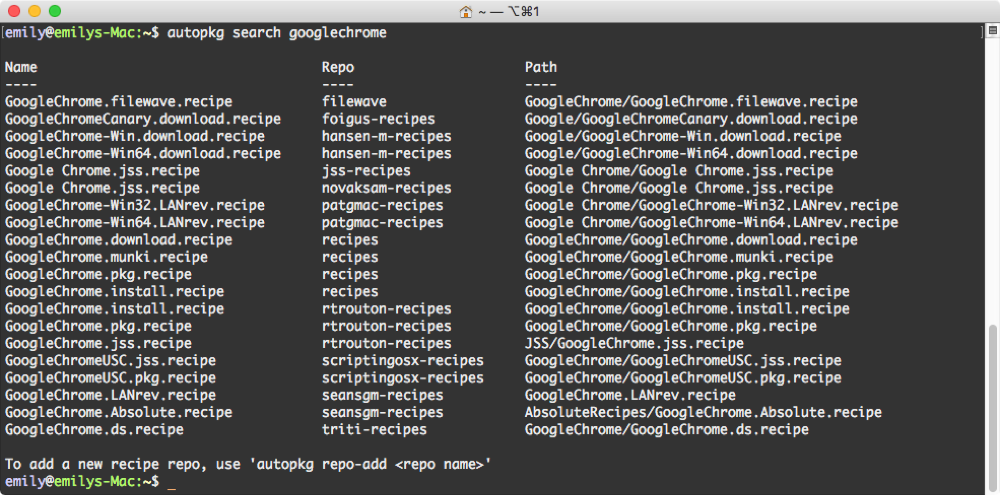 ~ — ⌥⌘1
emily@emilys-Mac:~$ autopkg search googlechrome
Name Repo Path
---- ---- ----
GoogleChrome.filewave.recipe filewave GoogleChrome/GoogleChrome.filewave.recipe
GoogleChromeCanary.download.recipe foigus-recipes Google/GoogleChromeCanary.download.recipe
GoogleChrome-Win.download.recipe hansen-m-recipes Google/GoogleChrome-Win.download.recipe
GoogleChrome-Win64.download.recipe hansen-m-recipes Google/GoogleChrome-Win64.download.recipe
Google Chrome.jss.recipe jss-recipes Google Chrome/Google Chrome.jss.recipe
Google Chrome.jss.recipe novaksam-recipes Google Chrome/Google Chrome.jss.recipe
GoogleChrome-Win32.LANrev.recipe patgmac-recipes Google Chrome/GoogleChrome-Win32.LANrev.recipe
GoogleChrome-Win64.LANrev.recipe patgmac-recipes Google Chrome/GoogleChrome-Win64.LANrev.recipe
GoogleChrome.download.recipe recipes GoogleChrome/GoogleChrome.download.recipe
GoogleChrome.munki.recipe recipes GoogleChrome/GoogleChrome.munki.recipe
GoogleChrome.pkg.recipe recipes GoogleChrome/GoogleChrome.pkg.recipe
GoogleChrome.install.recipe recipes GoogleChrome/GoogleChrome.install.recipe
GoogleChrome.install.recipe rtrouton-recipes GoogleChrome/GoogleChrome.install.recipe
GoogleChrome.pkg.recipe rtrouton-recipes GoogleChrome/GoogleChrome.pkg.recipe
GoogleChrome.jss.recipe rtrouton-recipes JSS/GoogleChrome.jss.recipe
GoogleChromeUSC.jss.recipe scriptingosx-recipes GoogleChrome/GoogleChromeUSC.jss.recipe
GoogleChromeUSC.pkg.recipe scriptingosx-recipes GoogleChrome/GoogleChromeUSC.pkg.recipe
GoogleChrome.LANrev.recipe seansgm-recipes GoogleChrome.LANrev.recipe
GoogleChrome.Absolute.recipe seansgm-recipes AbsoluteRecipes/GoogleChrome.Absolute.recipe
GoogleChrome.ds.recipe triti-recipes GoogleChrome/GoogleChrome.ds.recipe
To add a new recipe repo, use 'autopkg repo-add <repo name>'
emily@emilys-Mac:~$ _